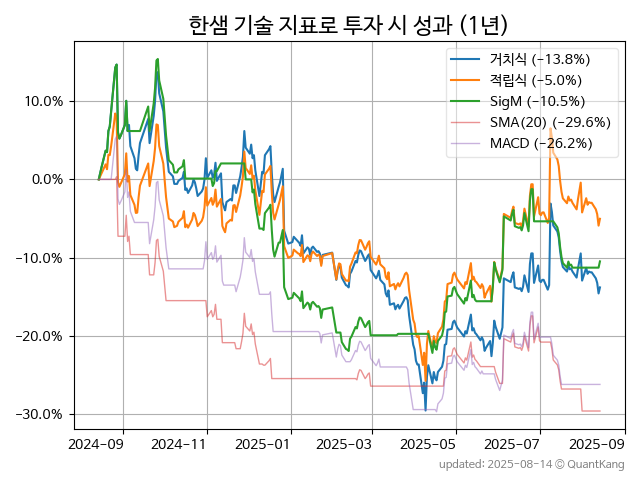 한샘 기술 지표로 투자 시 성과 (1년)
거치식 (−13.8%)
적립식 (−5.0%)
SigM (−10.5%)
SMA(20) (−29.6%)
MACD (−26.2%)
10.0%
0.0%
−10.0%
−20.0%
−30.0%
2024-09 2024-11 2025-01 2025-03 2025-05 2025-07 2025-09
updated: 2025-08-14 © QuantKang